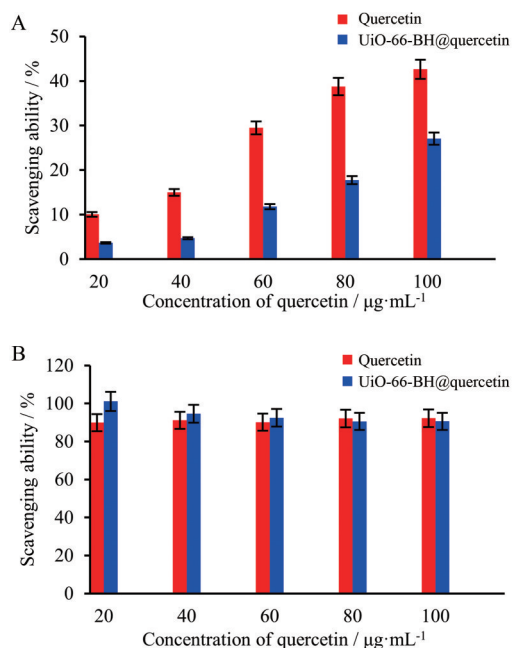 A
Quercetin
UiO-66-BH@quercetin
Scavenging ability / %
50
40
30
20
10
0
20 40 60 80 100
Concentration of quercetin / μg·mL⁻¹
B
Quercetin
UiO-66-BH@quercetin
Scavenging ability / %
120
100
80
60
40
20
0
20 40 60 80 100
Concentration of quercetin / μg·mL⁻¹